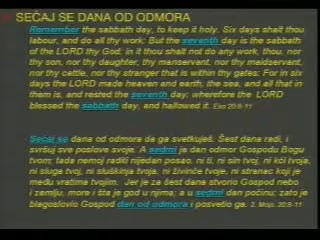 SEĆAJ SE DANA OD ODMORA
Remember the sabbath day, to keep it holy. Six days shalt thou
labour, and do all thy work: But the seventh day is the sabbath
of the LORD thy God: in it thou shalt not do any work, thou, nor
thy son, nor thy daughter, thy manservant, nor thy maidservant,
nor thy cattle, nor thy stranger that is within thy gates: For in six
days the LORD made heaven and earth, the sea, and all that in
them is, and rested the seventh day: wherefore the LORD
blessed the sabbath day, and hallowed it. Exo 20:8-11
Sećaj se dana od odmora da ga svetkuješ. Šest dana radi, i
svršuj sve poslove svoje. A sedmi je dan odmor Gospodu Bogu
tvom; tada nemoj raditi nijedan posao, ni ti, ni sin tvoj, ni kći tvoja,
ni sluga tvoj, ni sluškinja tvoja, ni živinče tvoje, ni stranac koji je
među vratima tvojim. Jer je za šest dana stvorio Gospod nebo
i zemlju, more i šta je god u njima; a u sedmi dan počinu; zato je
blagoslovio Gospod dan od odmora i posvetio ga. 2. Mojs. 20:8-11